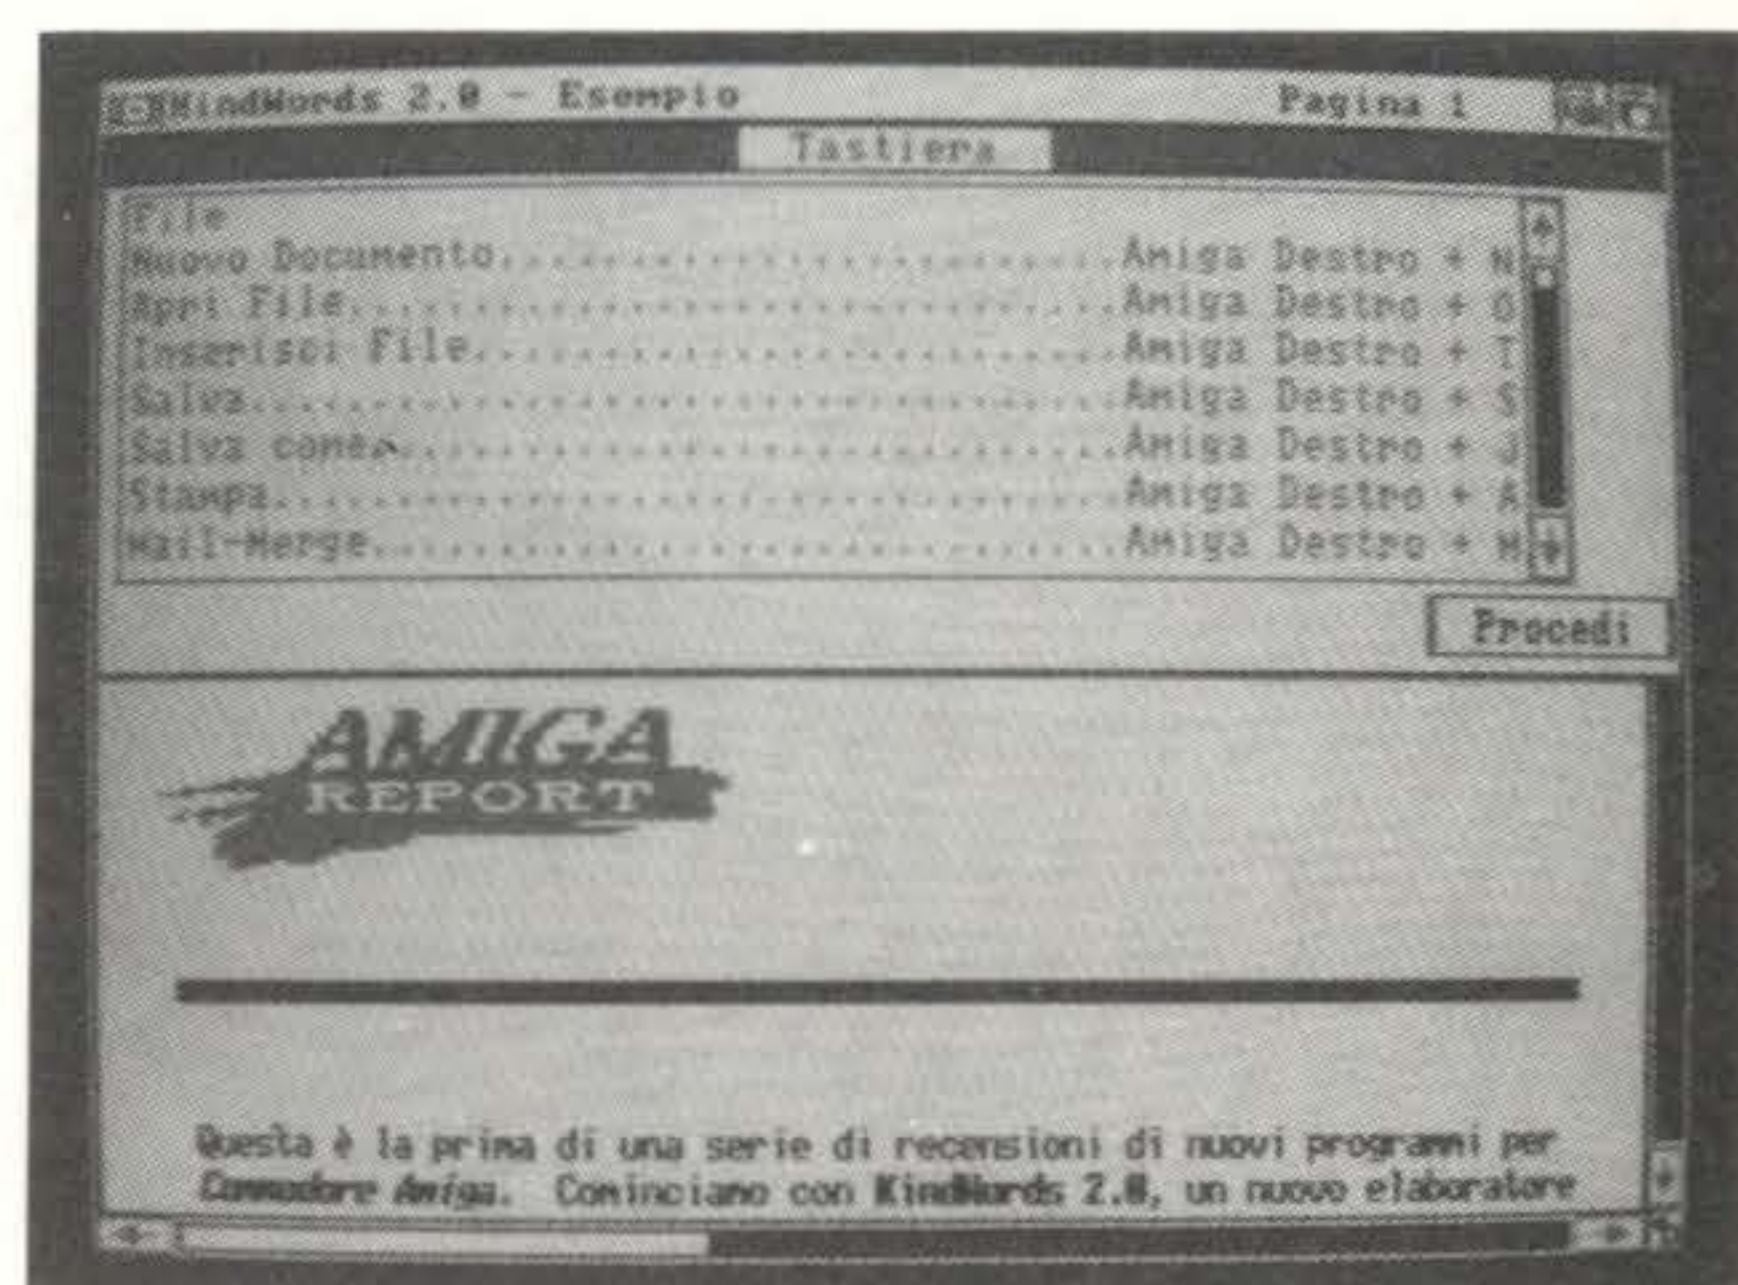 KindWords 2.0 - Esempio Pagina 1
Tastiera
File
Nuovo Documento..........................Amiga Destro + N
Apri File................................Amiga Destro + O
Inserisci File...........................Amiga Destro + I
Salva....................................Amiga Destro + S
Salva come...............................Amiga Destro + J
Stampa...................................Amiga Destro + A
Mail-Merge...............................Amiga Destro + M
Procedi
AMIGA
REPORT
Questa è la prima di una serie di recensioni di nuovi programmi per
Commodore Amiga. Cominciamo con KindWords 2.0, un nuovo elaboratore